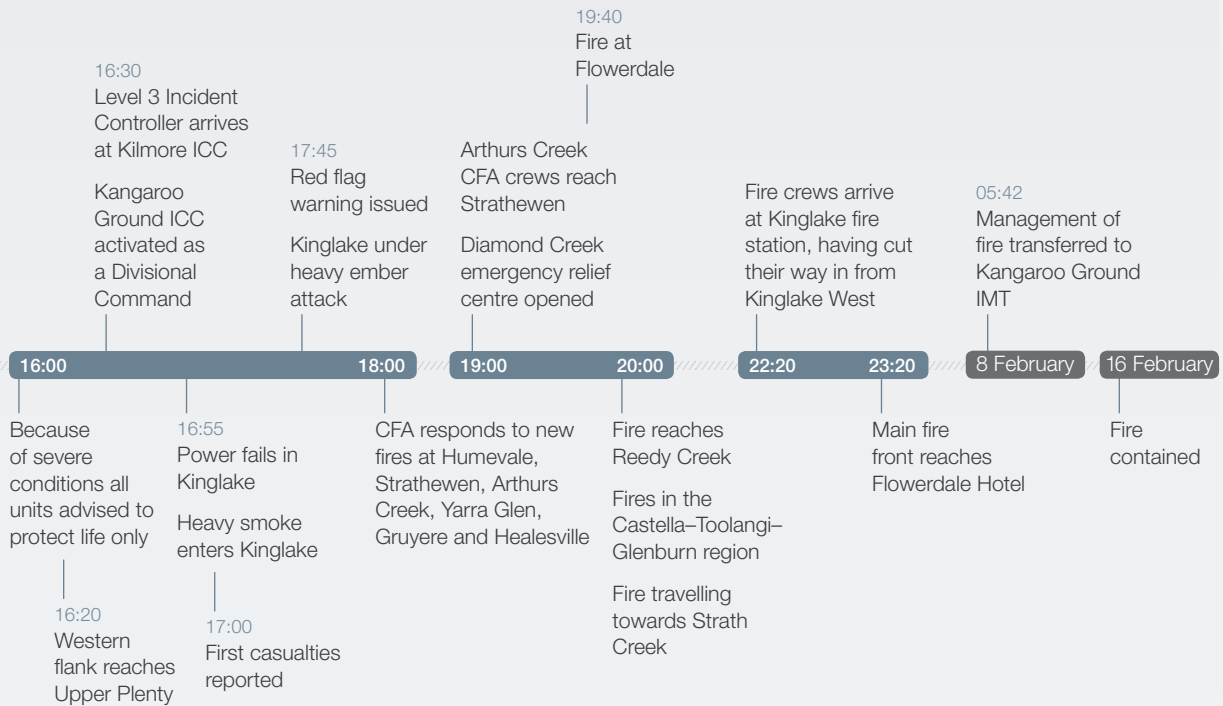 19:40
Fire at
Flowerdale
16:30
Level 3 Incident
Controller arrives
at Kilmore ICC
Kangaroo
Ground ICC
activated as
a Divisional
Command
17:45
Red flag
warning issued
Kinglake under
heavy ember
attack
Arthurs Creek
CFA crews reach
Strathewen
Diamond Creek
emergency relief
centre opened
Fire crews arrive
at Kinglake fire
station, having cut
their way in from
Kinglake West
05:42
Management of
fire transferred to
Kangaroo Ground
IMT
16:00
18:00
19:00
20:00
22:20
23:20
8 February
16 February
Because
of severe
conditions all
units advised to
protect life only
16:20
Western
flank reaches
Upper Plenty
16:55
Power fails in
Kinglake
Heavy smoke
enters Kinglake
17:00
First casualties
reported
CFA responds to new
fires at Humevale,
Strathewen, Arthurs
Creek, Yarra Glen,
Gruyere and Healesville
Fire reaches
Reedy Creek
Fires in the
Castella–Toolangi–
Glenburn region
Fire travelling
towards Strath
Creek
Main fire
front reaches
Flowerdale Hotel
Fire
contained